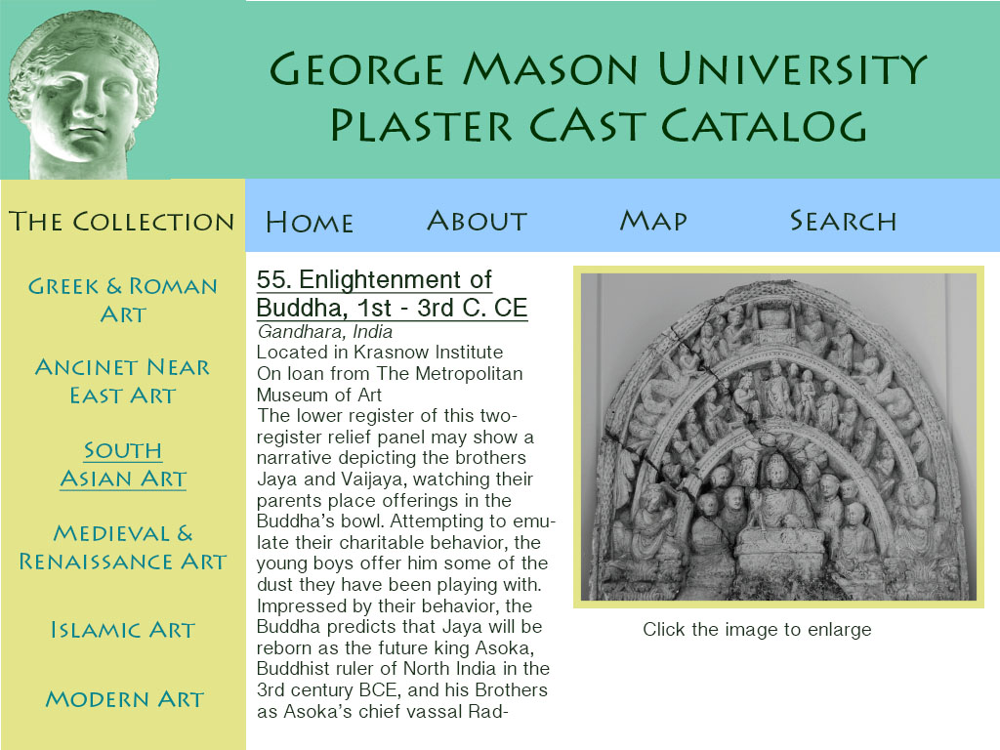 George Mason University
Plaster CAst Catalog
The Collection
Home
About
Map
Search
Greek & Roman
Art
Ancinet Near
East Art
South
Asian Art
Medieval &
Renaissance Art
Islamic Art
Modern Art
55. Enlightenment of
Buddha, 1st - 3rd C. CE
Gandhara, India
Located in Krasnow Institute
On loan from The Metropolitan
Museum of Art
The lower register of this two-
register relief panel may show a
narrative depicting the brothers
Jaya and Vaijaya, watching their
parents place offerings in the
Buddha's bowl. Attempting to emu-
late their charitable behavior, the
young boys offer him some of the
dust they have been playing with.
Impressed by their behavior, the
Buddha predicts that Jaya will be
reborn as the future king Asoka,
Buddhist ruler of North India in the
3rd century BCE, and his Brothers
as Asoka's chief vassal Rad-
Click the image to enlarge